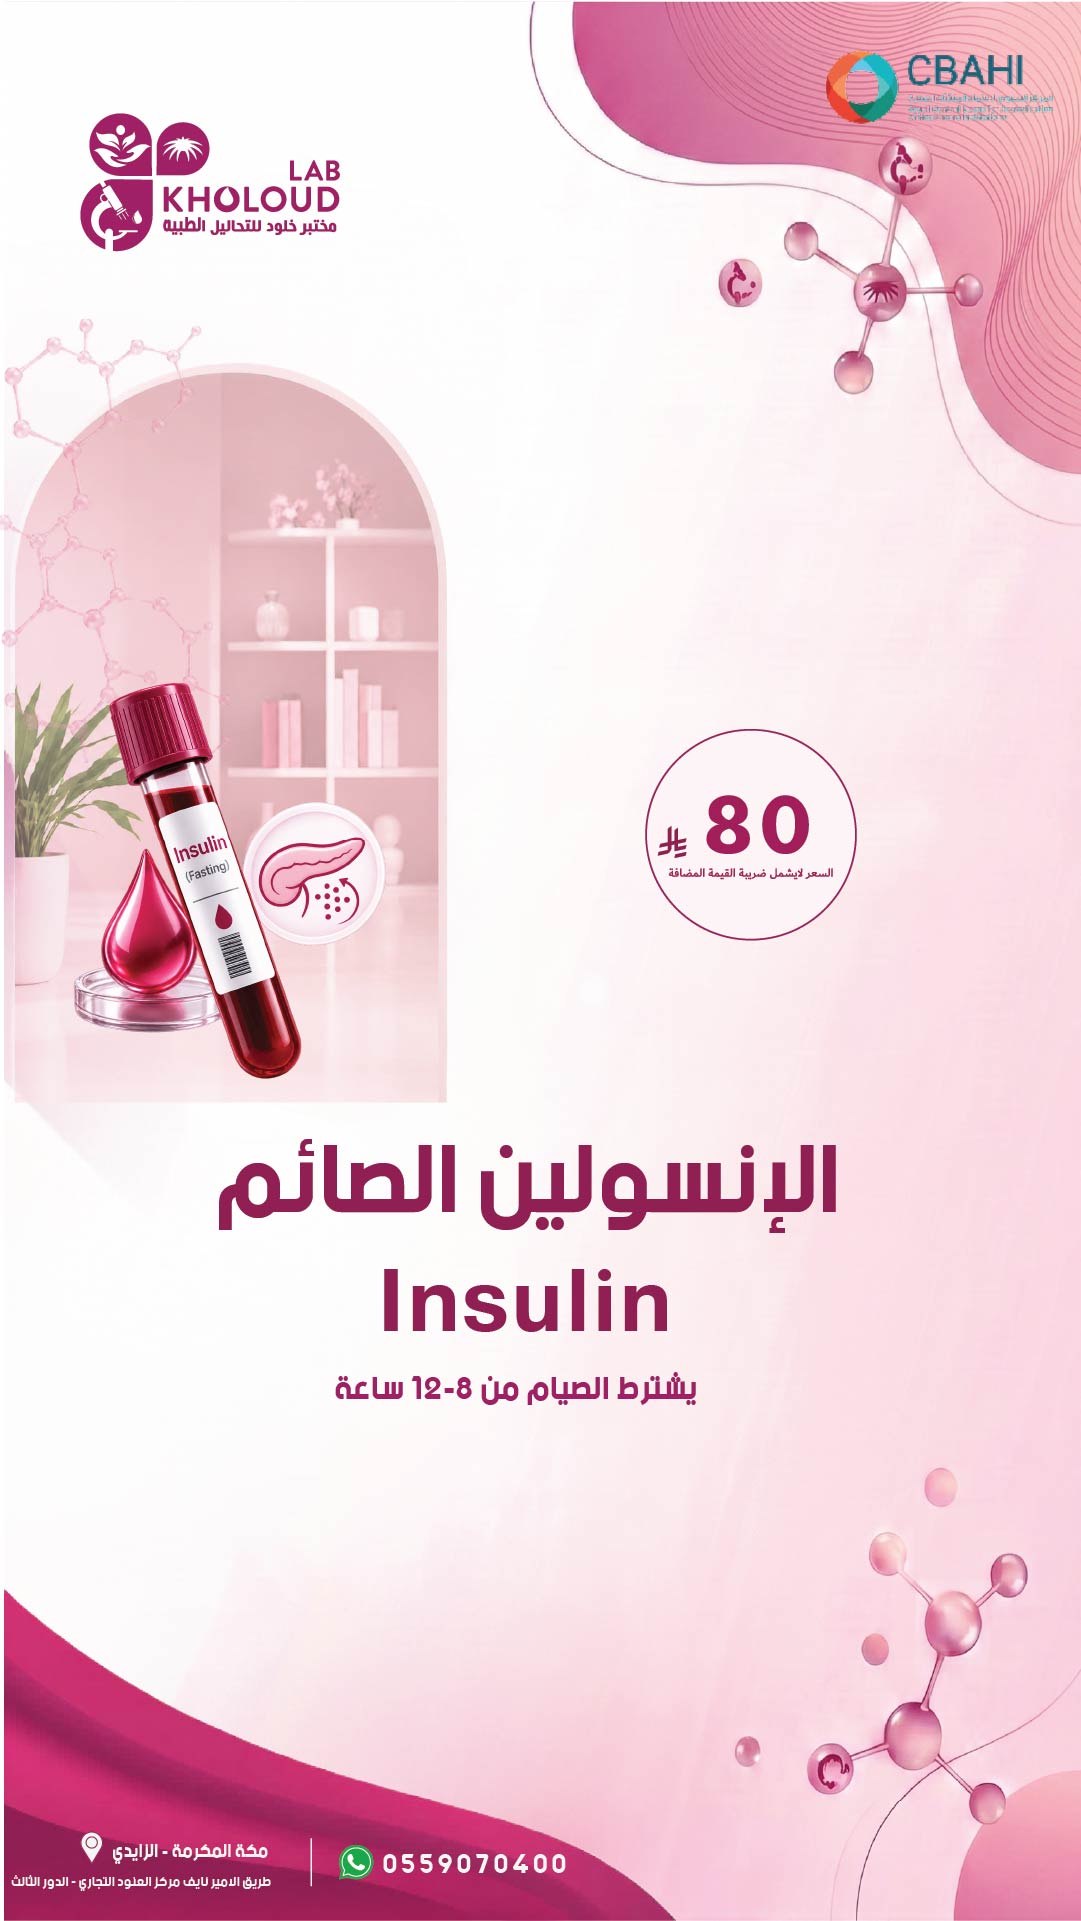 CBAHI
LAB
KHOLOUD
مختبر خلود للتحاليل الطبية
Insulin
(Fasting)
80
السعر لايشمل ضريبة القيمة المضافة
الإنسولين الصائم
Insulin
يشترط الصيام من 8-12 ساعة
مكة المكرمة - الزايدي
طريق الامير نايف مركز العنود التجاري - الدور الثالث
0559070400